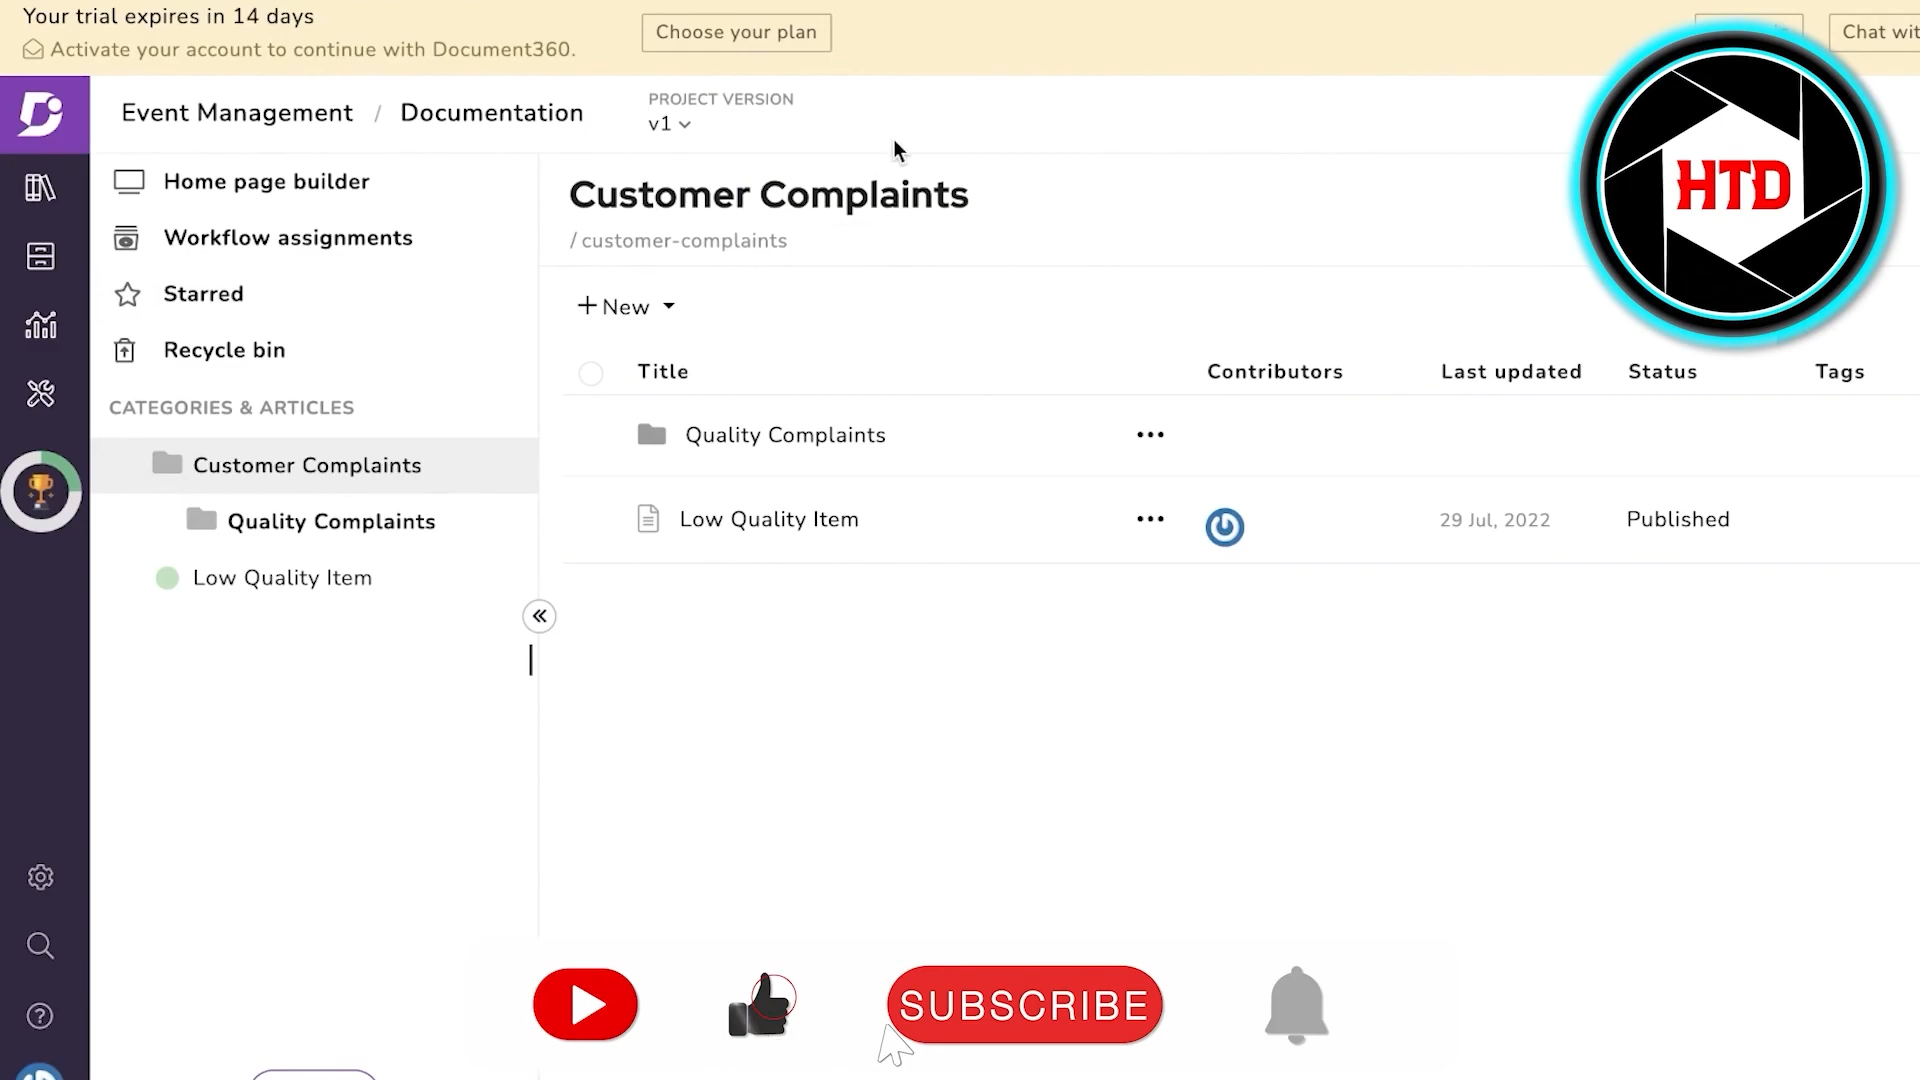 Your trial expires in 14 days
Activate your account to continue with Document360.
Choose your plan
Chat wit
Event Management / Documentation
PROJECT VERSION
v1
HTD
Home page builder
Workflow assignments
Starred
Recycle bin
CATEGORIES & ARTICLES
Customer Complaints
Quality Complaints
Low Quality Item
Customer Complaints
/ customer-complaints
+ New
Title Contributors Last updated Status Tags
Quality Complaints •••
Low Quality Item ••• 29 Jul, 2022 Published
SUBSCRIBE